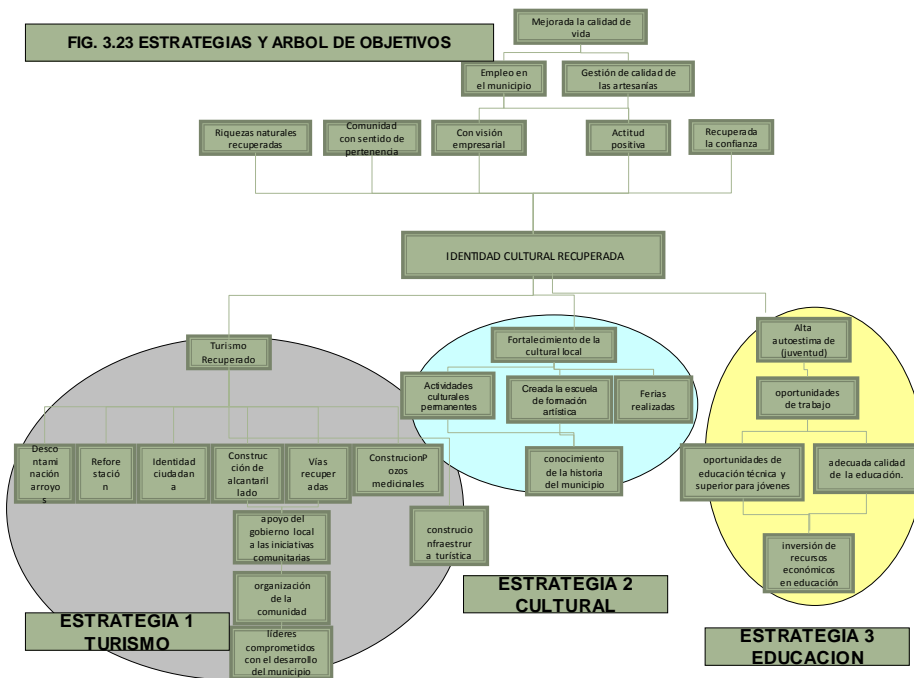 Mejorada la calidad de
vida
FIG. 3.23 ESTRATEGIAS Y ARBOL DE OBJETIVOS
Empleo en
el municipio
Gestión de calidad de
las artesanías
Riquezas naturales
recuperadas
Comunidad
con sentido de
pertenencia
Con visión
empresarial
Actitud
positiva
Recuperada
la confianza
IDENTIDAD CULTURAL RECUPERADA
Turismo
Recuperado
Fortalecimiento de la
cultural local
Alta
autoestima de
(juventud)
Actividades
culturales
permanentes
Creada la escuela
de formación
artística
Ferias
realizadas
oportunidades
de trabajo
Desco
ntami
nación
arroyo
s
Refore
stació
n
Identidad
ciudadana
Construcción
de
alcantarill
ado
Vías
recuper
adas
ConstrucionP
ozos
medicinales
conocimiento
de la historia
del municipio
oportunidades de
educación técnica y
superior para jóvenes
adecuada calidad
de la educación.
apoyo del
gobierno local
a las iniciativas
comunitarias
construcio
nfraestrur
a turística
inversión de
recursos
económicos
en educación
organización
de la
comunidad
ESTRATEGIA 1
TURISMO
ESTRATEGIA 2
CULTURAL
líderes
comprometidos
con el desarrollo
del municipio
ESTRATEGIA 3
EDUCACION